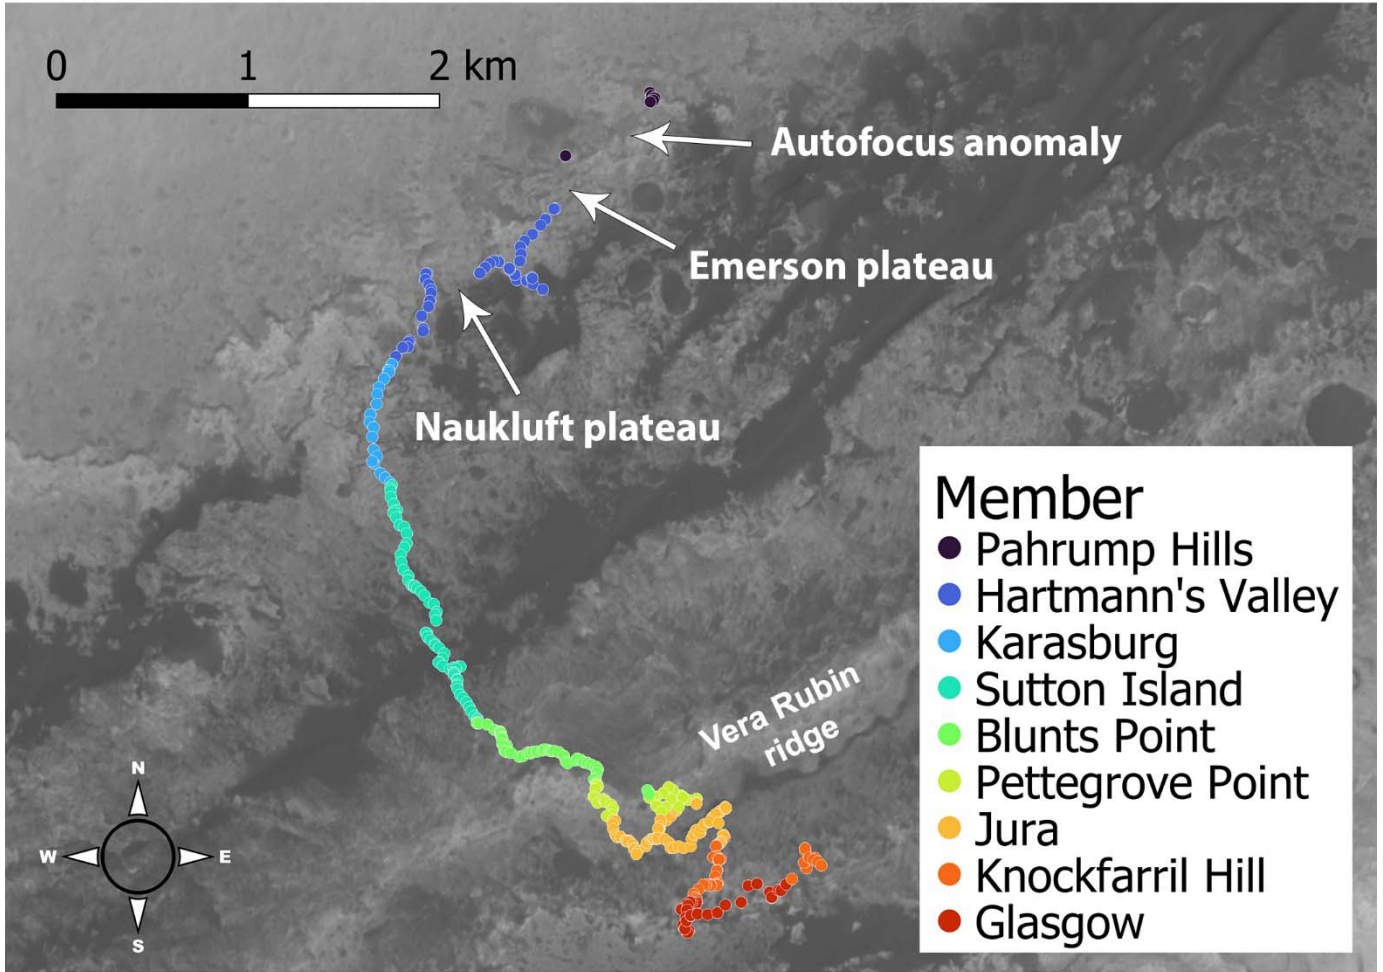 0 1 2 km
Autofocus anomaly
Emerson plateau
Naukluft plateau
Vera Rubin
ridge
Member
Pahrump Hills
Hartmann's Valley
Karasburg
Sutton Island
Blunts Point
Pettegrove Point
Jura
Knockfarril Hill
Glasgow
N
W E
S